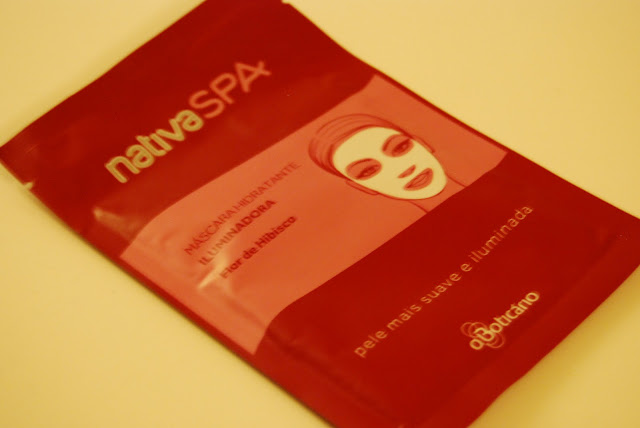 nativaSPA
MÁSCARA HIDRATANTE
ILUMINADORA
Flor de Hibisco
pele mais suave e iluminada
oBoticário